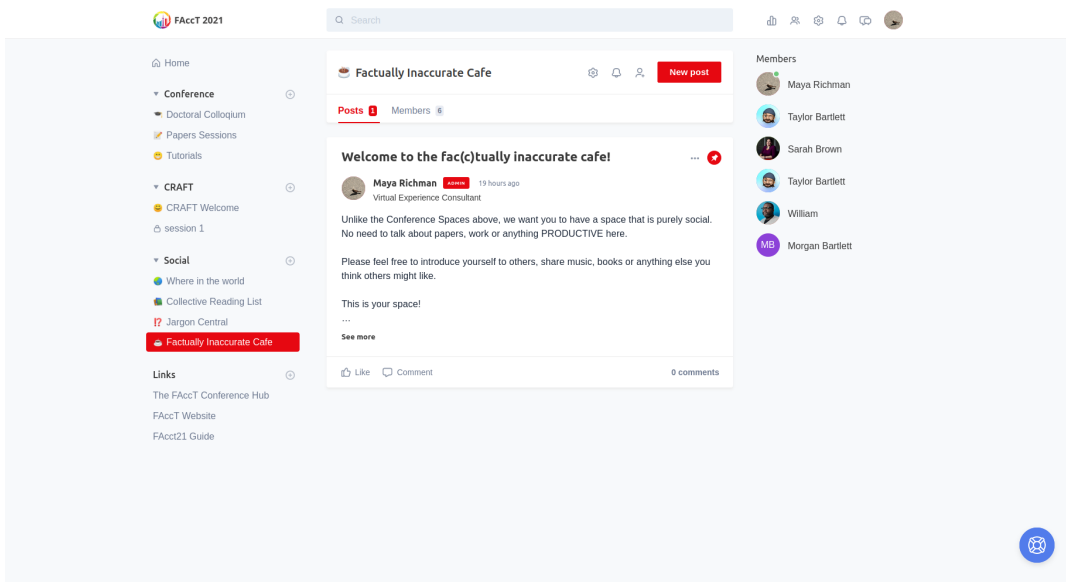 FAccT 2021
Search
Home
Conference
Doctoral Colloqium
Papers Sessions
Tutorials
CRAFT
CRAFT Welcome
session 1
Social
Where in the world
Collective Reading List
Jargon Central
Factually Inaccurate Cafe
Links
The FAccT Conference Hub
FAccT Website
FAcct21 Guide
Factually Inaccurate Cafe
New post
Posts 1 Members 6
Welcome to the fac(c)tually inaccurate cafe!
Maya Richman ADMIN 19 hours ago
Virtual Experience Consultant
Unlike the Conference Spaces above, we want you to have a space that is purely social.
No need to talk about papers, work or anything PRODUCTIVE here.
Please feel free to introduce yourself to others, share music, books or anything else you
think others might like.
This is your space!
...
See more
Like Comment 0 comments
Members
Maya Richman
Taylor Bartlett
Sarah Brown
Taylor Bartlett
William
MB Morgan Bartlett